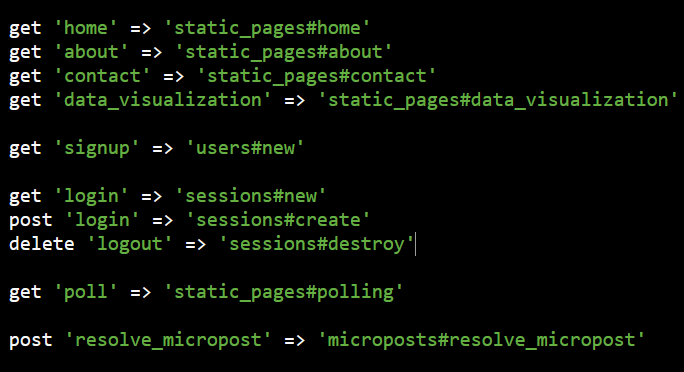 get 'home' => 'static_pages#home'
get 'about' => 'static_pages#about'
get 'contact' => 'static_pages#contact'
get 'data_visualization' => 'static_pages#data_visualization'
get 'signup' => 'users#new'
get 'login' => 'sessions#new'
post 'login' => 'sessions#create'
delete 'logout' => 'sessions#destroy'
get 'poll' => 'static_pages#polling'
post 'resolve_micropost' => 'microposts#resolve_micropost'